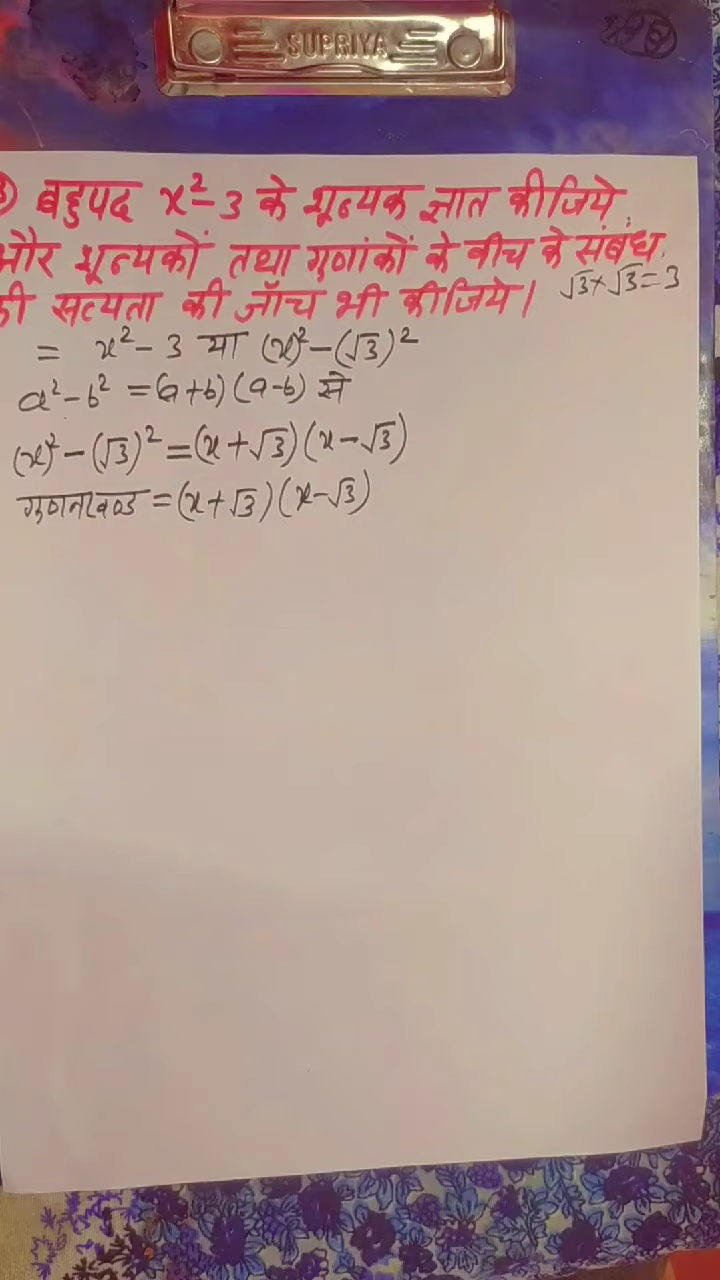 SUPRIYA
बहुपद x²-3 के शून्यक ज्ञात कीजिये
और शून्यकों तथा गुणांकों के बीच के संबंध
की सत्यता की जाँच भी कीजिये। √3×√3=3
= x²-3 या (x)²-(√3)²
a²-b² =(a+b)(a-b) से
(x)²-(√3)²=(x+√3)(x-√3)
गुणनखण्ड =(x+√3)(x-√3)